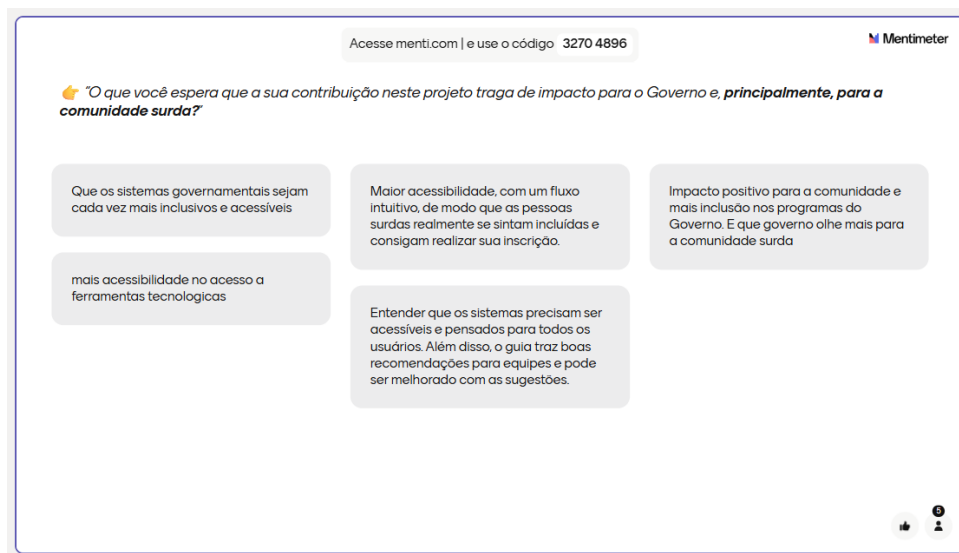 Acesse menti.com | e use o código 3270 4896
Mentimeter
👉 "O que você espera que a sua contribuição neste projeto traga de impacto para o Governo e, principalmente, para a
comunidade surda?"
Que os sistemas governamentais sejam
cada vez mais inclusivos e acessíveis
mais acessibilidade no acesso a
ferramentas tecnologicas
Maior acessibilidade, com um fluxo
intuitivo, de modo que as pessoas
surdas realmente se sintam incluídas e
consigam realizar sua inscrição.
Entender que os sistemas precisam ser
acessíveis e pensados para todos os
usuários. Além disso, o guia traz boas
recomendações para equipes e pode
ser melhorado com as sugestões.
Impacto positivo para a comunidade e
mais inclusão nos programas do
Governo. E que governo olhe mais para
a comunidade surda
5